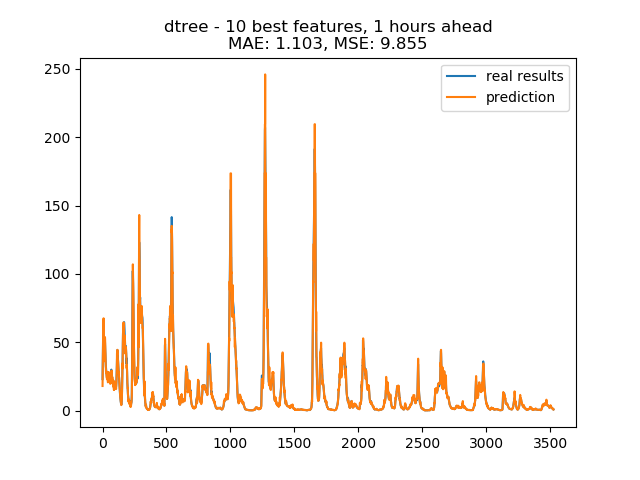 dtree - 10 best features, 1 hours ahead
MAE: 1.103, MSE: 9.855
real results
prediction
250
200
150
100
50
0
0 500 1000 1500 2000 2500 3000 3500